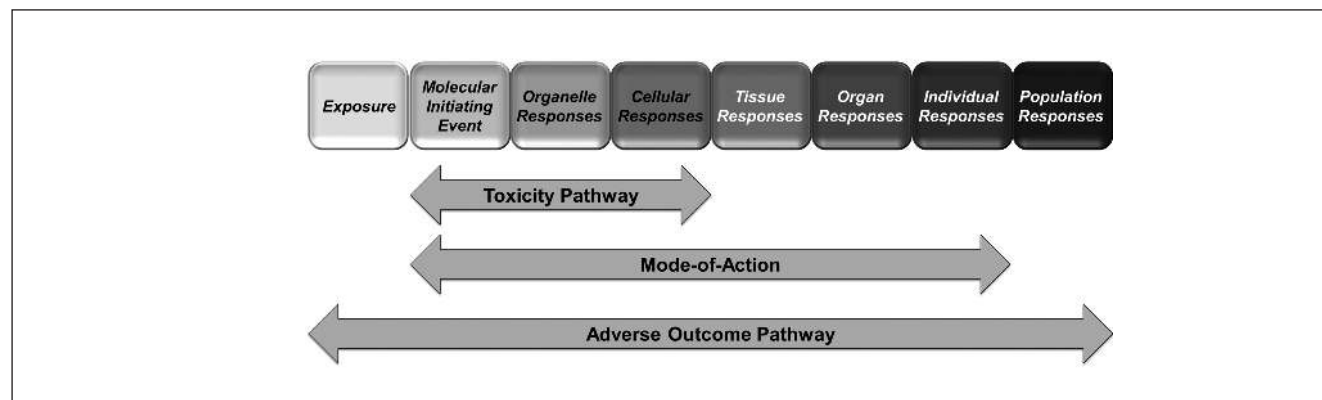 Exposure
Molecular
Initiating
Event
Organelle
Responses
Cellular
Responses
Tissue
Responses
Organ
Responses
Individual
Responses
Population
Responses
Toxicity Pathway
Mode-of-Action
Adverse Outcome Pathway